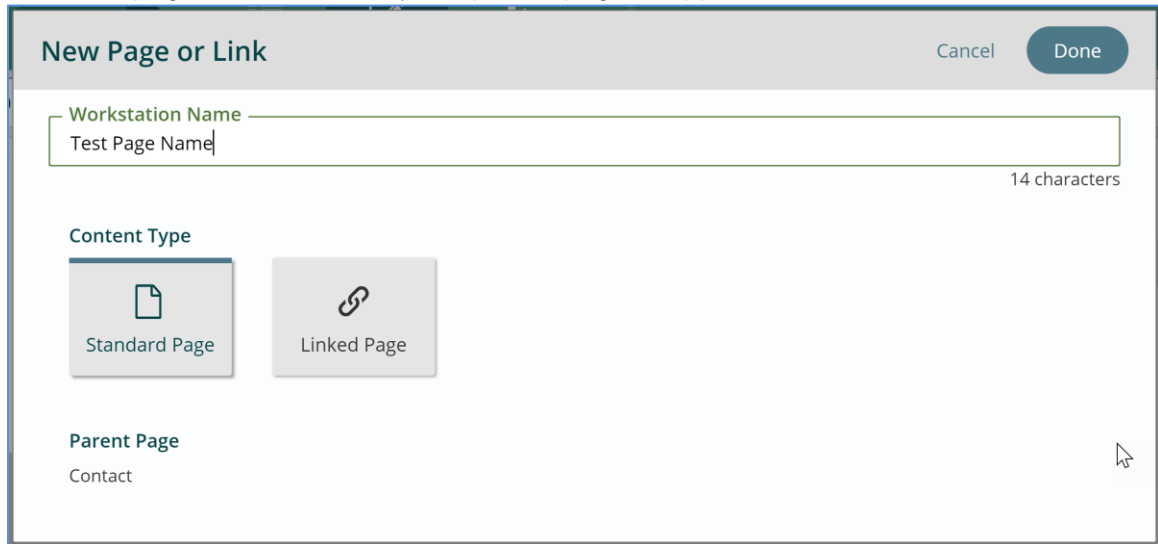 New Page or Link
Cancel
Done
Workstation Name
Test Page Name
14 characters
Content Type
Standard Page
Linked Page
Parent Page
Contact